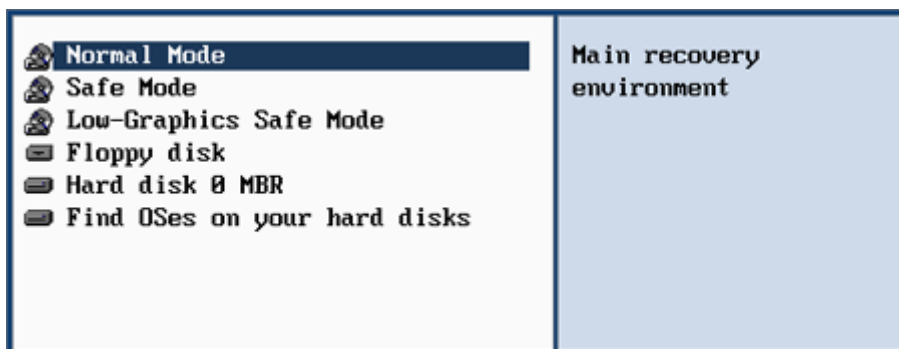 Normal Mode
Safe Mode
Low-Graphics Safe Mode
Floppy disk
Hard disk 0 MBR
Find OSes on your hard disks
Main recovery
environment